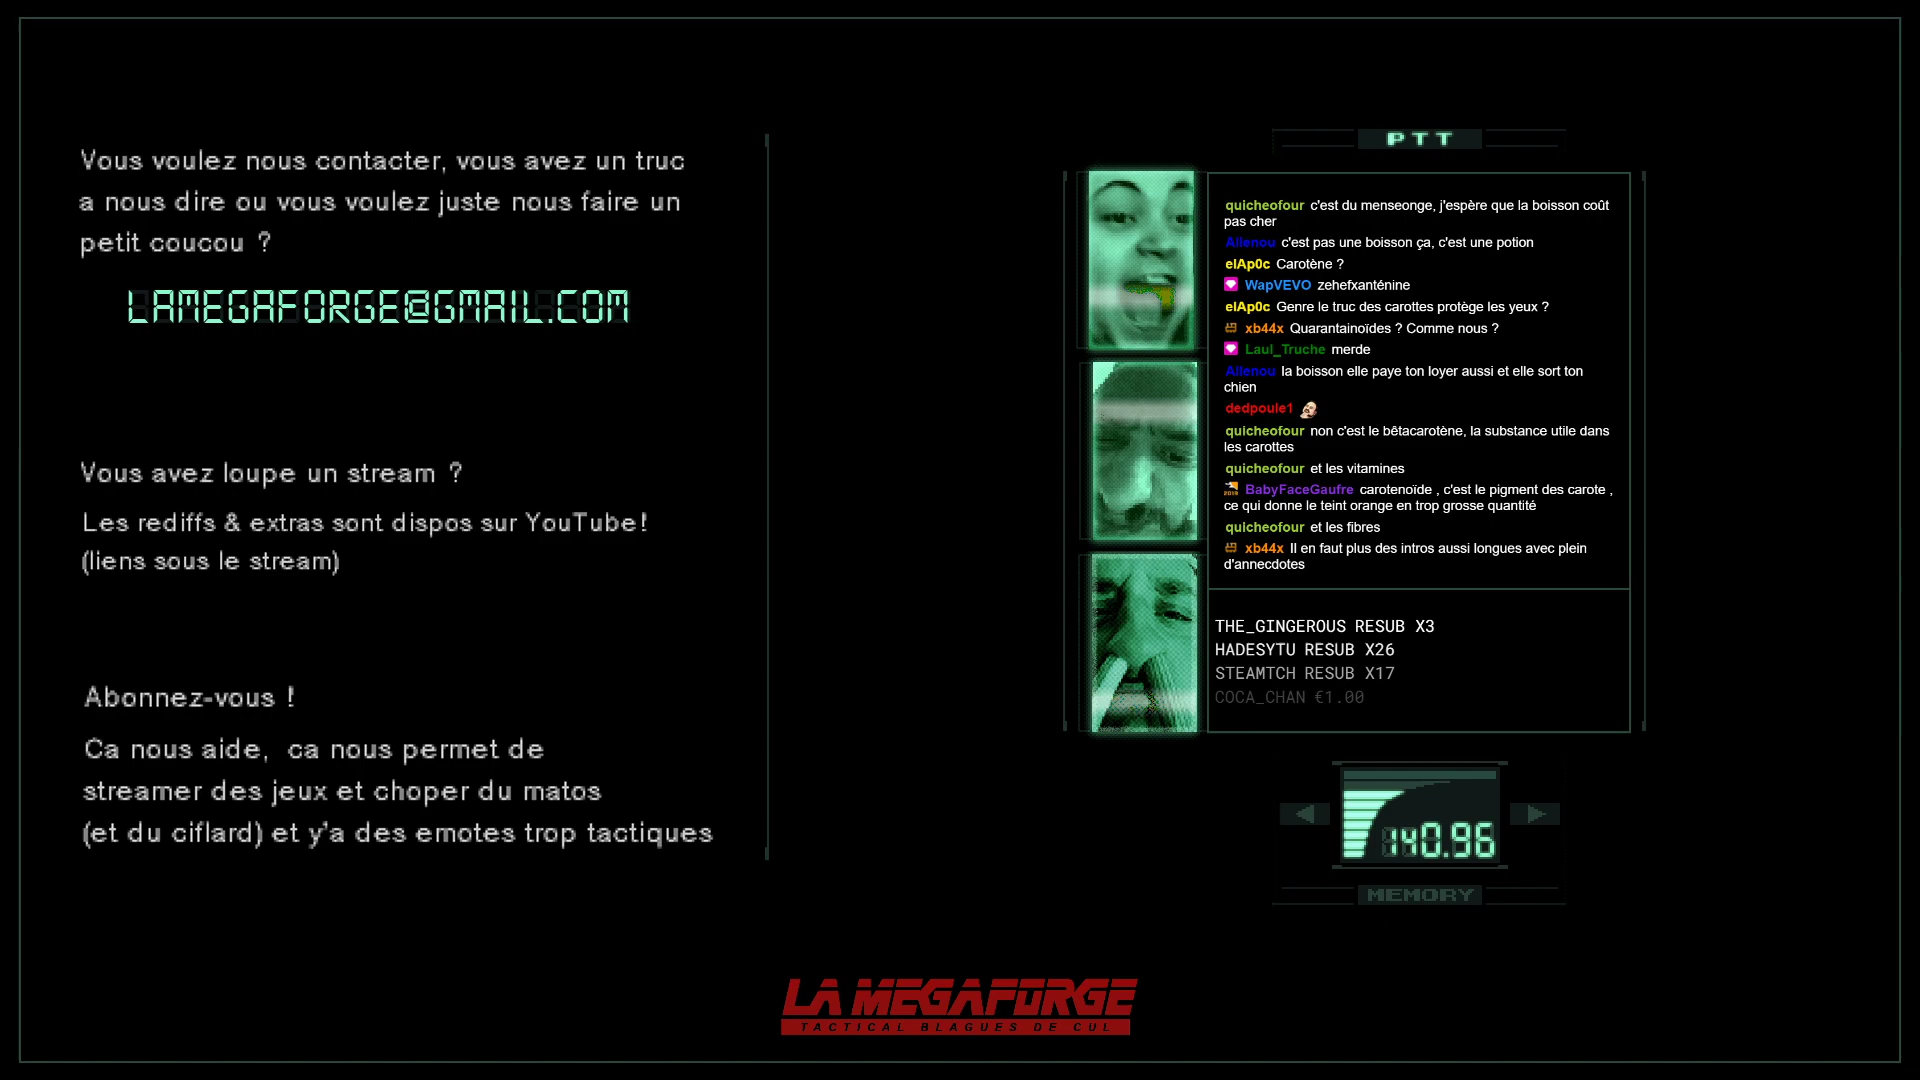 Vous voulez nous contacter, vous avez un truc
a nous dire ou vous voulez juste nous faire un
petit coucou ?
LAMEGAFORGE@GMAIL.COM
Vous avez loupe un stream ?
Les rediffs & extras sont dispos sur YouTube!
(liens sous le stream)
Abonnez-vous !
Ca nous aide, ca nous permet de
streamer des jeux et choper du matos
(et du ciflard) et y'a des emotes trop tactiques
PTT
quicheofour c'est du menseonge, j'espère que la boisson coût
pas cher
Ailenou c'est pas une boisson ça, c'est une potion
elAp0c Carotène ?
WapVEVO zehefxanténine
elAp0c Genre le truc des carottes protège les yeux ?
xb44x Quarantainoïdes ? Comme nous ?
Laul_Truche merde
Ailenou la boisson elle paye ton loyer aussi et elle sort ton
chien
dedpoule1
quicheofour non c'est le bêtacarotène, la substance utile dans
les carottes
quicheofour et les vitamines
BabyFaceGaufre carotenoïde , c'est le pigment des carote ,
ce qui donne le teint orange en trop grosse quantité
quicheofour et les fibres
xb44x Il en faut plus des intros aussi longues avec plein
d'annecdotes
THE_GINGEROUS RESUB X3
HADESYTU RESUB X26
STEAMTCH RESUB X17
COCA_CHAN €1.00
140.96
MEMORY
LA MEGAFORGE
TACTICAL BLAGUES DE CUL